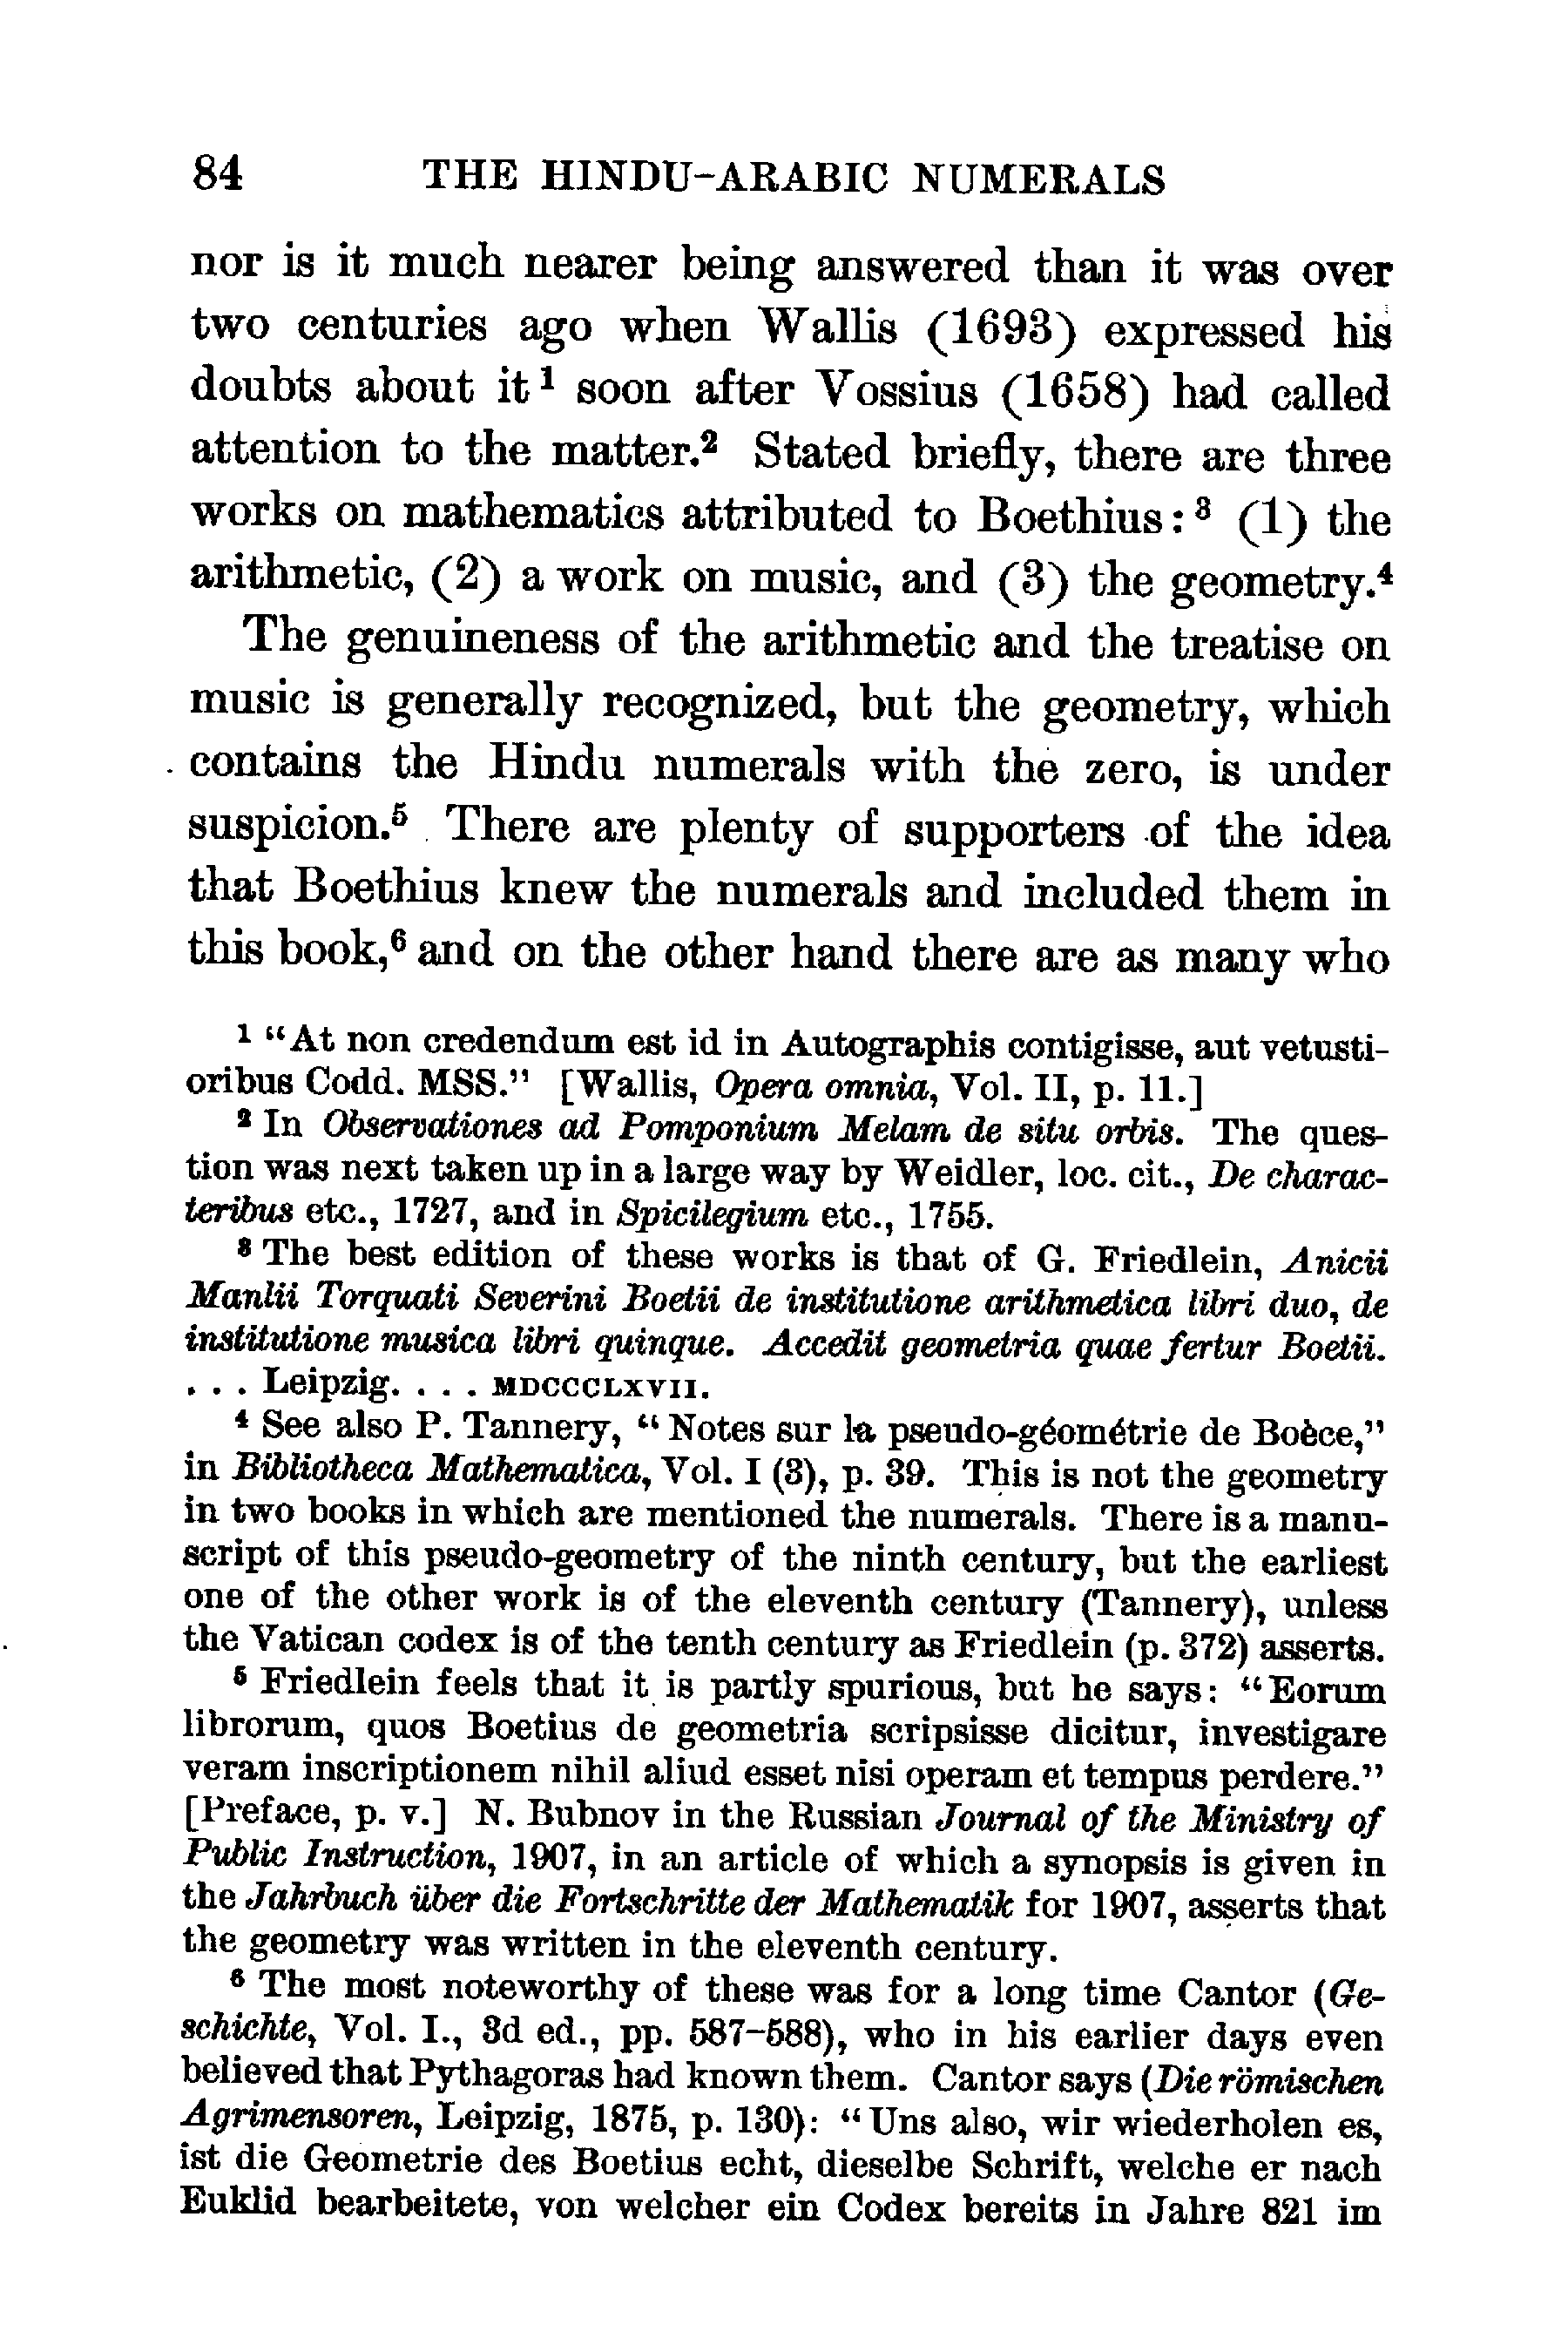 84 THE HINDU-ARABIC NUMERALS
nor is it much nearer being answered than it was over
two centuries ago when Wallis (1693) expressed his
doubts about it¹ soon after Vossius (1658) had called
attention to the matter.² Stated briefly, there are three
works on mathematics attributed to Boethius:³ (1) the
arithmetic, (2) a work on music, and (3) the geometry.⁴
The genuineness of the arithmetic and the treatise on
music is generally recognized, but the geometry, which
contains the Hindu numerals with the zero, is under
suspicion.⁵ There are plenty of supporters of the idea
that Boethius knew the numerals and included them in
this book,⁶ and on the other hand there are as many who
¹ "At non credendum est id in Autographis contigisse, aut vetusti-
oribus Codd. MSS." [Wallis, Opera omnia, Vol. II, p. 11.]
² In Observationes ad Pomponium Melam de situ orbis. The ques-
tion was next taken up in a large way by Weidler, loc. cit., De charac-
teribus etc., 1727, and in Spicilegium etc., 1755.
³ The best edition of these works is that of G. Friedlein, Anicii
Manlii Torquati Severini Boetii de institutione arithmetica libri duo, de
institutione musica libri quinque. Accedit geometria quae fertur Boetii.
. . . Leipzig. . . . MDCCCLXVII.
⁴ See also P. Tannery, "Notes sur la pseudo-géométrie de Boèce,"
in Bibliotheca Mathematica, Vol. I (3), p. 39. This is not the geometry
in two books in which are mentioned the numerals. There is a manu-
script of this pseudo-geometry of the ninth century, but the earliest
one of the other work is of the eleventh century (Tannery), unless
the Vatican codex is of the tenth century as Friedlein (p. 372) asserts.
⁵ Friedlein feels that it is partly spurious, but he says: "Eorum
librorum, quos Boetius de geometria scripsisse dicitur, investigare
veram inscriptionem nihil aliud esset nisi operam et tempus perdere."
[Preface, p. v.] N. Bubnov in the Russian Journal of the Ministry of
Public Instruction, 1907, in an article of which a synopsis is given in
the Jahrbuch über die Fortschritte der Mathematik for 1907, asserts that
the geometry was written in the eleventh century.
⁶ The most noteworthy of these was for a long time Cantor (Ge-
schichte, Vol. I., 3d ed., pp. 587–588), who in his earlier days even
believed that Pythagoras had known them. Cantor says (Die römischen
Agrimensoren, Leipzig, 1875, p. 130): "Uns also, wir wiederholen es,
ist die Geometrie des Boetius echt, dieselbe Schrift, welche er nach
Euklid bearbeitete, von welcher ein Codex bereits in Jahre 821 im